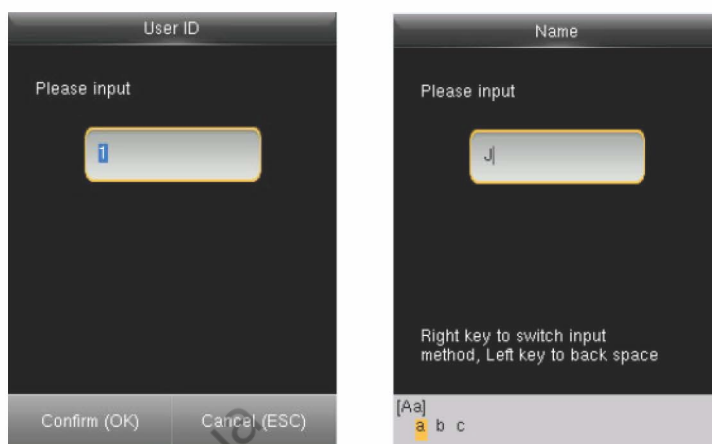 User ID
Please input
1
Confirm (OK)
Cancel (ESC)
Name
Please input
J
Right key to switch input
method, Left key to back space
[Aa]
a b c